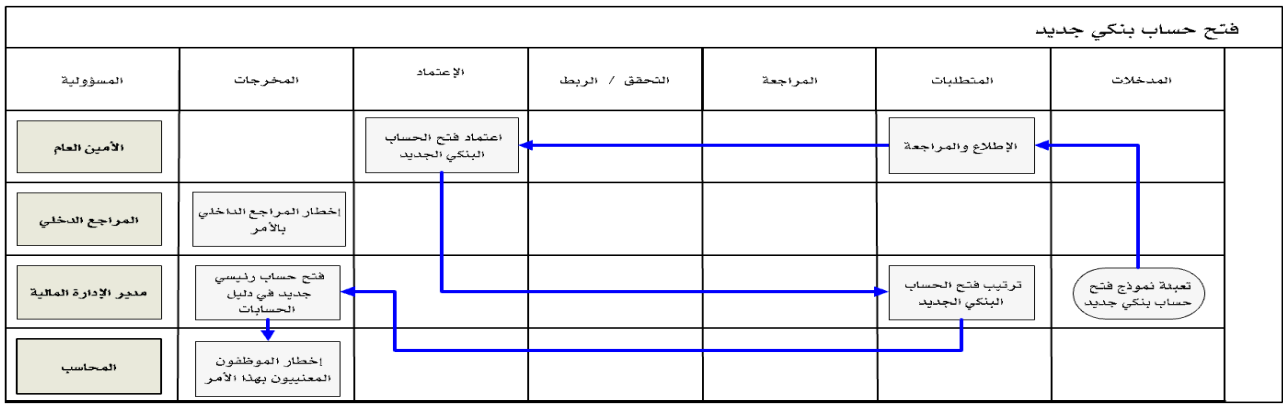 فتح حساب بنكي جديد
المدخلات
المتطلبات
المراجعة
التحقق / الربط
الإعتماد
المخرجات
المسؤولية
الإطلاع والمراجعة
اعتماد فتح الحساب
البنكي الجديد
الأمين العام
إخطار المراجع الداخلي
بالأمر
المراجع الدخلي
تعبئة نموذج فتح
حساب بنكي جديد
ترتيب فتح الحساب
البنكي الجديد
فتح حساب رئيسي
جديد في دليل
الحسابات
مدير الإدارة المالية
إخطار الموظفون
المعنييون بهذا الأمر
المحاسب